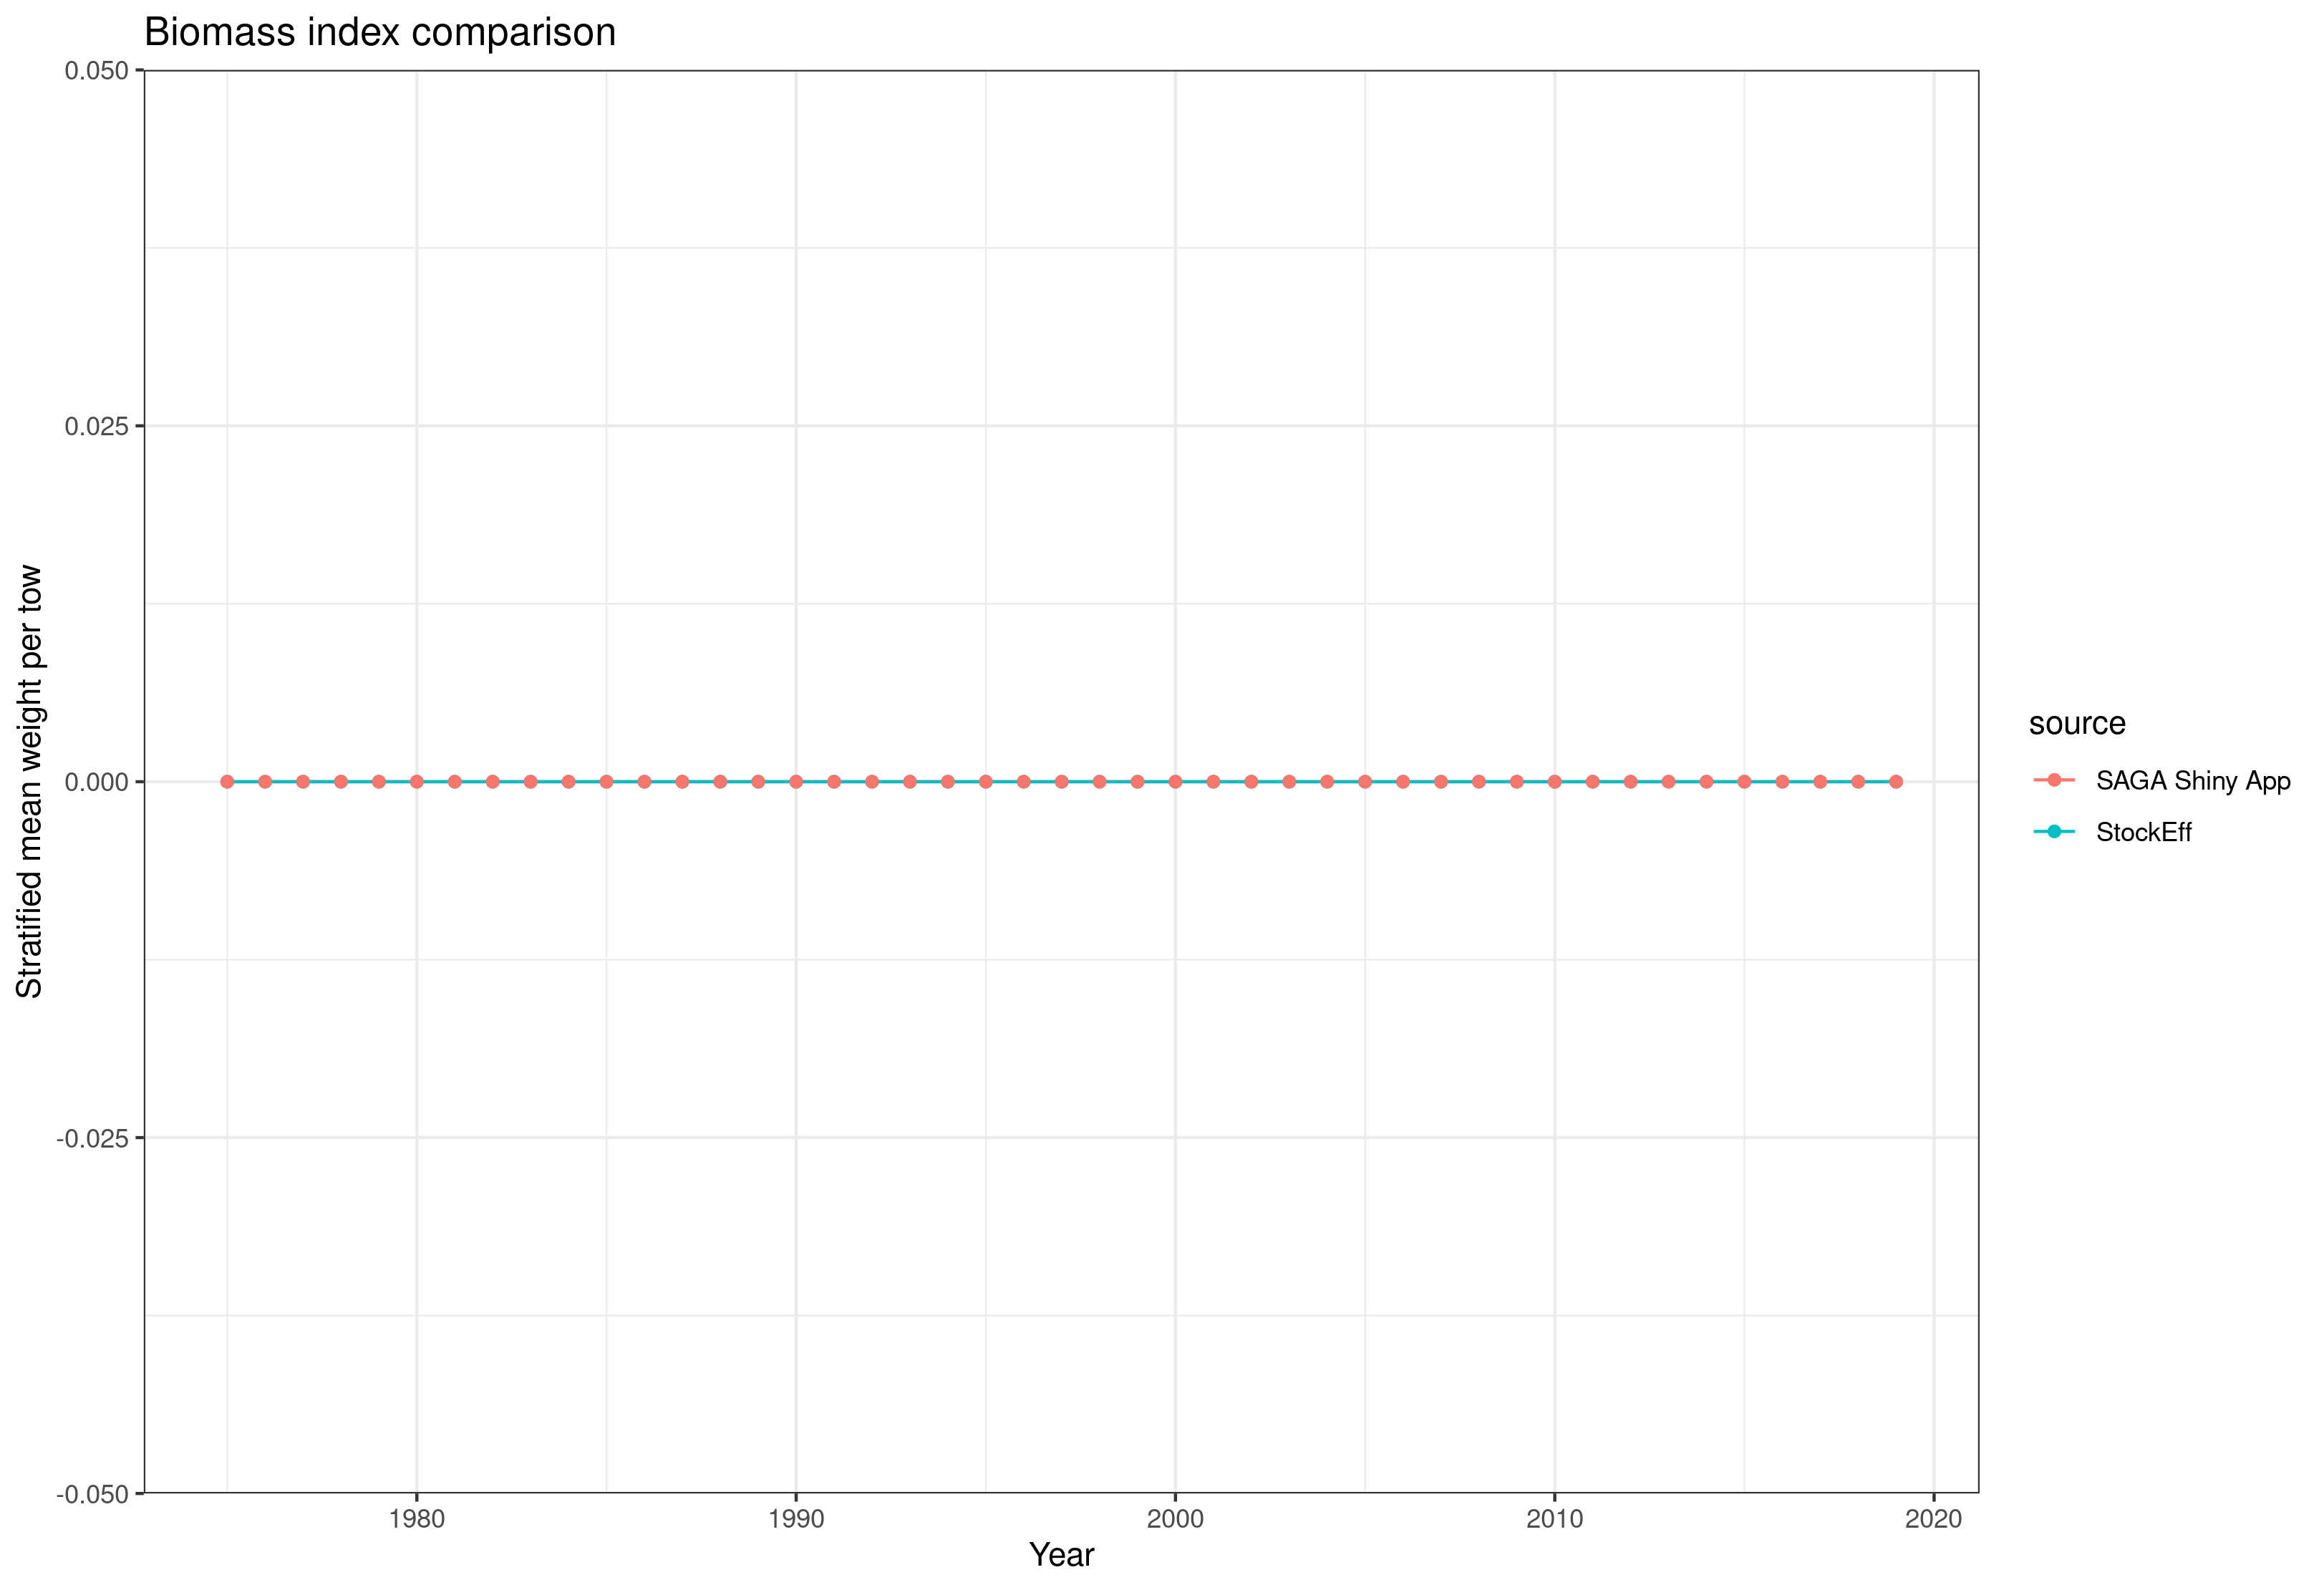 Biomass index comparison
0.050
0.025
0.000
-0.025
-0.050
Stratified mean weight per tow
1980
1990
2000
2010
2020
Year
source
SAGA Shiny App
StockEff